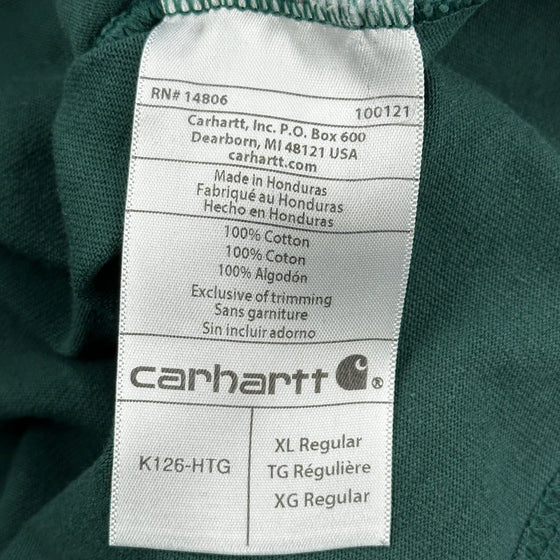 RN# 14806 100121
Carhartt, Inc. P.O. Box 600
Dearborn, MI 48121 USA
carhartt.com
Made in Honduras
Fabriqué au Honduras
Hecho en Honduras
100% Cotton
100% Coton
100% Algodón
Exclusive of trimming
Sans garniture
Sin incluir adorno
carhartt ®
K126-HTG
XL Regular
TG Régulière
XG Regular